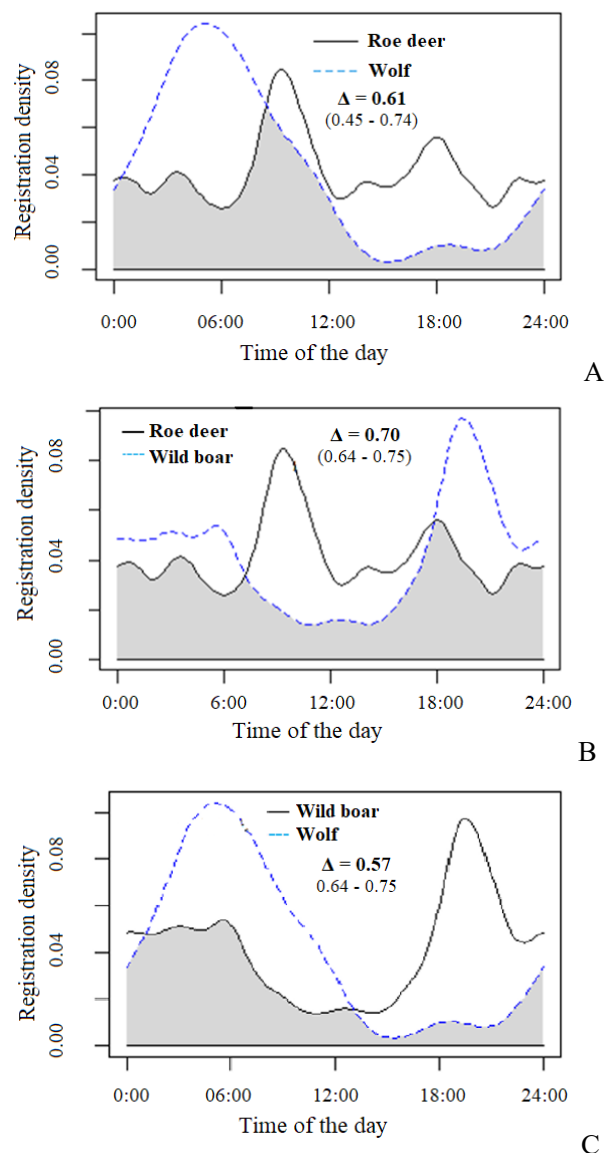 Registration density
0.08
0.04
0.00
Roe deer
Wolf
Δ = 0.61
(0.45 - 0.74)
0:00 06:00 12:00 18:00 24:00
Time of the day
A
Registration density
0.08
0.04
0.00
Roe deer
Wild boar
Δ = 0.70
(0.64 - 0.75)
0:00 6:00 12:00 18:00 24:00
Time of the day
B
Registration density
0.08
0.04
0.00
Wild boar
Wolf
Δ = 0.57
0.64 - 0.75
0:00 06:00 12:00 18:00 24:00
Time of the day
C